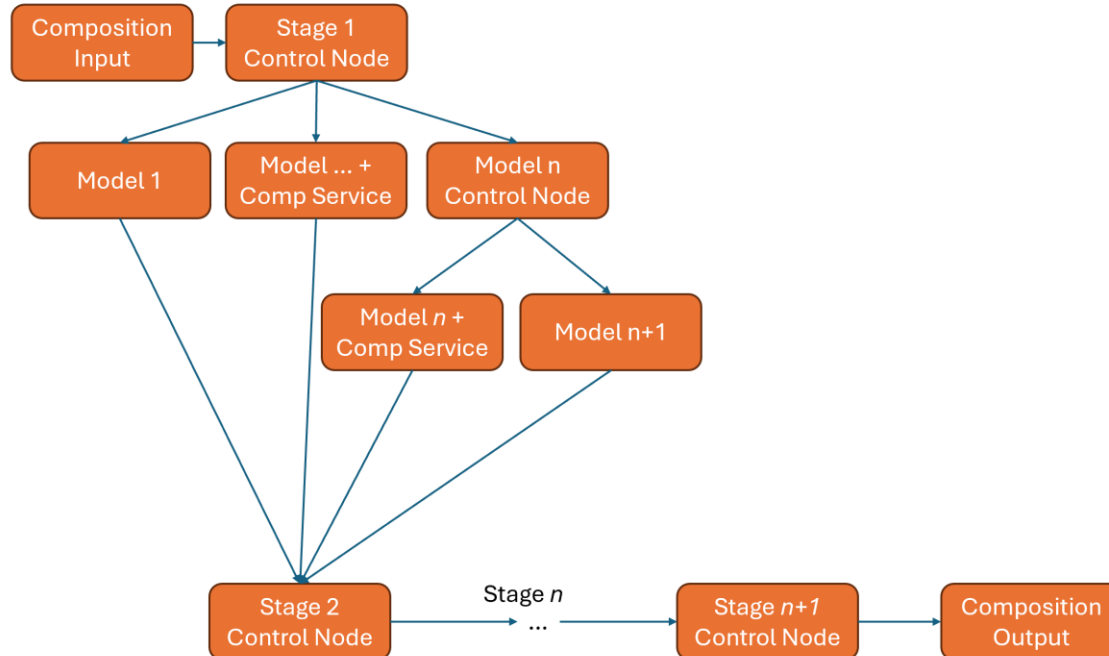 Composition
Input
Stage 1
Control Node
Model 1
Model ... +
Comp Service
Model n
Control Node
Model n +
Comp Service
Model n+1
Stage 2
Control Node
Stage n
...
Stage n+1
Control Node
Composition
Output